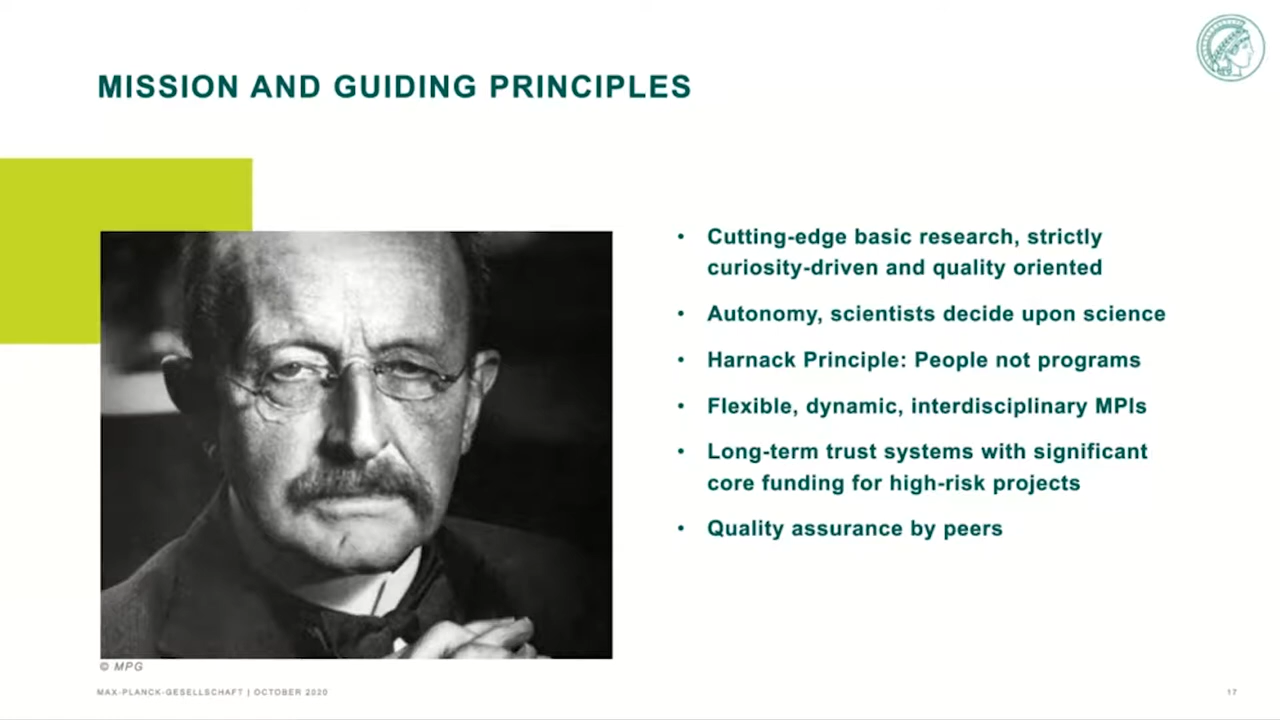 MISSION AND GUIDING PRINCIPLES
• Cutting-edge basic research, strictly
curiosity-driven and quality oriented
• Autonomy, scientists decide upon science
• Harnack Principle: People not programs
• Flexible, dynamic, interdisciplinary MPIs
• Long-term trust systems with significant
core funding for high-risk projects
• Quality assurance by peers
© MPG
MAX-PLANCK-GESELLSCHAFT | OCTOBER 2020
17